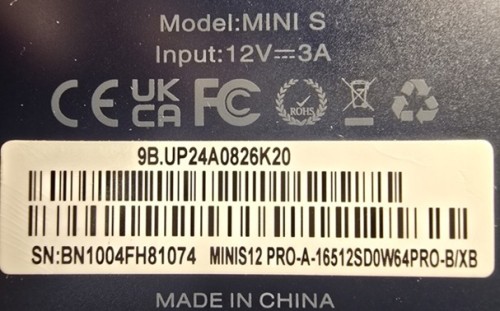 Model:MINI S
Input:12V⎓3A
CE UK CA FC ROHS
9B.UP24A0826K20
SN:BN1004FH81074 MINIS12 PRO-A-16512SD0W64PRO-B/XB
MADE IN CHINA